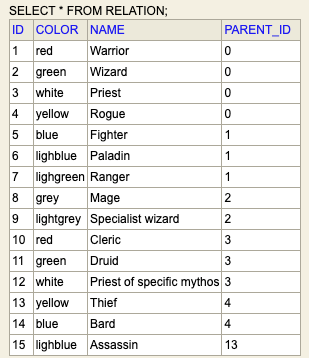 SELECT * FROM RELATION;
ID COLOR NAME PARENT_ID
1 red Warrior 0
2 green Wizard 0
3 white Priest 0
4 yellow Rogue 0
5 blue Fighter 1
6 lighblue Paladin 1
7 lighgreen Ranger 1
8 grey Mage 2
9 lightgrey Specialist wizard 2
10 red Cleric 3
11 green Druid 3
12 white Priest of specific mythos 3
13 yellow Thief 4
14 blue Bard 4
15 lighblue Assassin 13